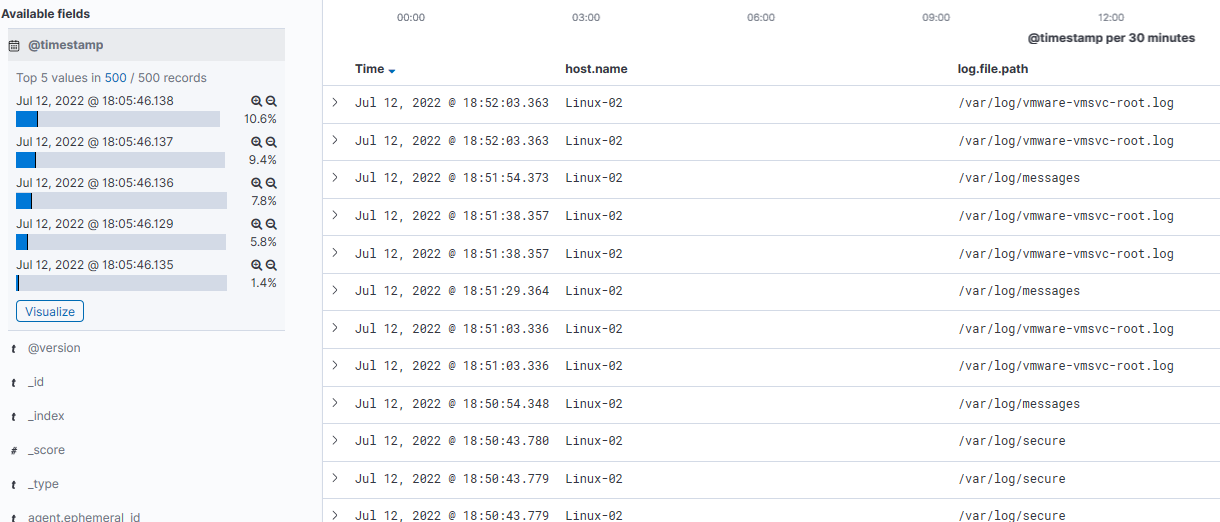 Available fields
@timestamp
Top 5 values in 500 / 500 records
Jul 12, 2022 @ 18:05:46.138
10.6%
Jul 12, 2022 @ 18:05:46.137
9.4%
Jul 12, 2022 @ 18:05:46.136
7.8%
Jul 12, 2022 @ 18:05:46.129
5.8%
Jul 12, 2022 @ 18:05:46.135
1.4%
Visualize
t @version
t _id
t _index
# _score
t _type
agent.ephemeral_id
00:00 03:00 06:00 09:00 12:00
@timestamp per 30 minutes
Time host.name log.file.path
Jul 12, 2022 @ 18:52:03.363 Linux-02 /var/log/vmware-vmsvc-root.log
Jul 12, 2022 @ 18:52:03.363 Linux-02 /var/log/vmware-vmsvc-root.log
Jul 12, 2022 @ 18:51:54.373 Linux-02 /var/log/messages
Jul 12, 2022 @ 18:51:38.357 Linux-02 /var/log/vmware-vmsvc-root.log
Jul 12, 2022 @ 18:51:38.357 Linux-02 /var/log/vmware-vmsvc-root.log
Jul 12, 2022 @ 18:51:29.364 Linux-02 /var/log/messages
Jul 12, 2022 @ 18:51:03.336 Linux-02 /var/log/vmware-vmsvc-root.log
Jul 12, 2022 @ 18:51:03.336 Linux-02 /var/log/vmware-vmsvc-root.log
Jul 12, 2022 @ 18:50:54.348 Linux-02 /var/log/messages
Jul 12, 2022 @ 18:50:43.780 Linux-02 /var/log/secure
Jul 12, 2022 @ 18:50:43.779 Linux-02 /var/log/secure
Jul 12, 2022 @ 18:50:43.779 Linux-02 /var/log/secure